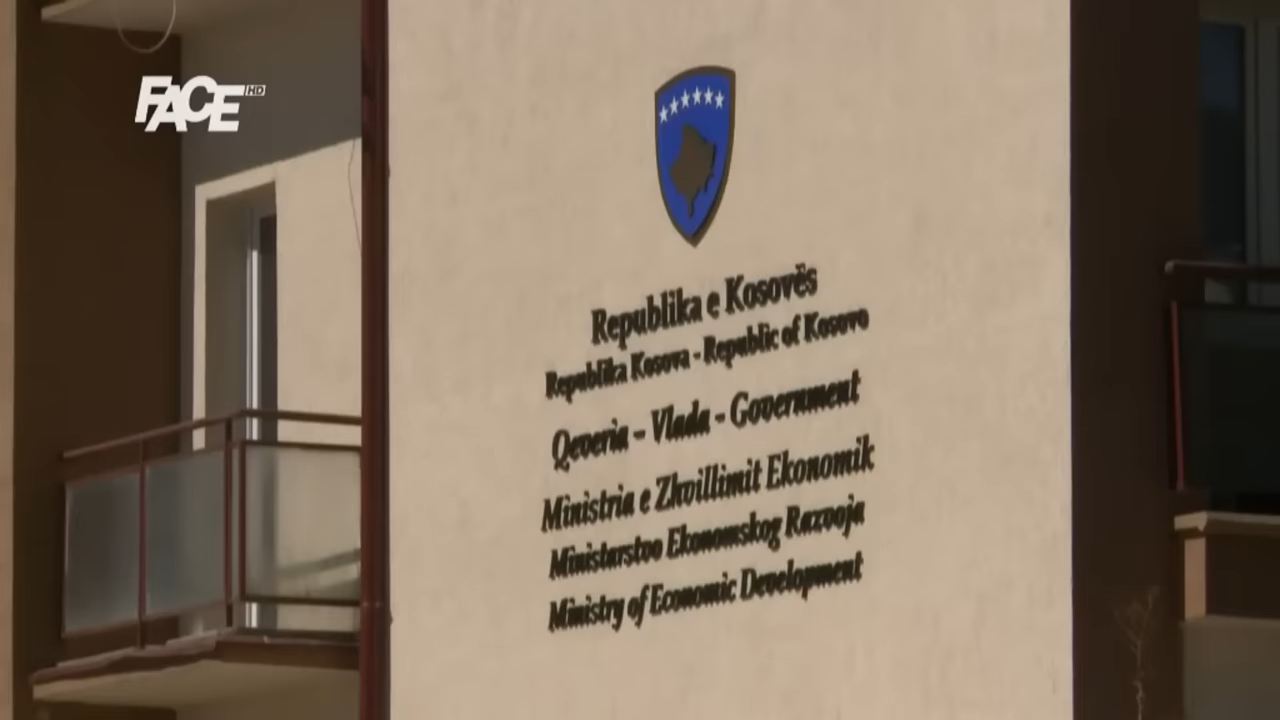 FACE HD
Republika e Kosovës
Republika Kosova - Republic of Kosovo
Qeveria – Vlada - Government
Ministria e Zhvillimit Ekonomik
Ministarstvo Ekonomskog Razvoja
Ministry of Economic Development